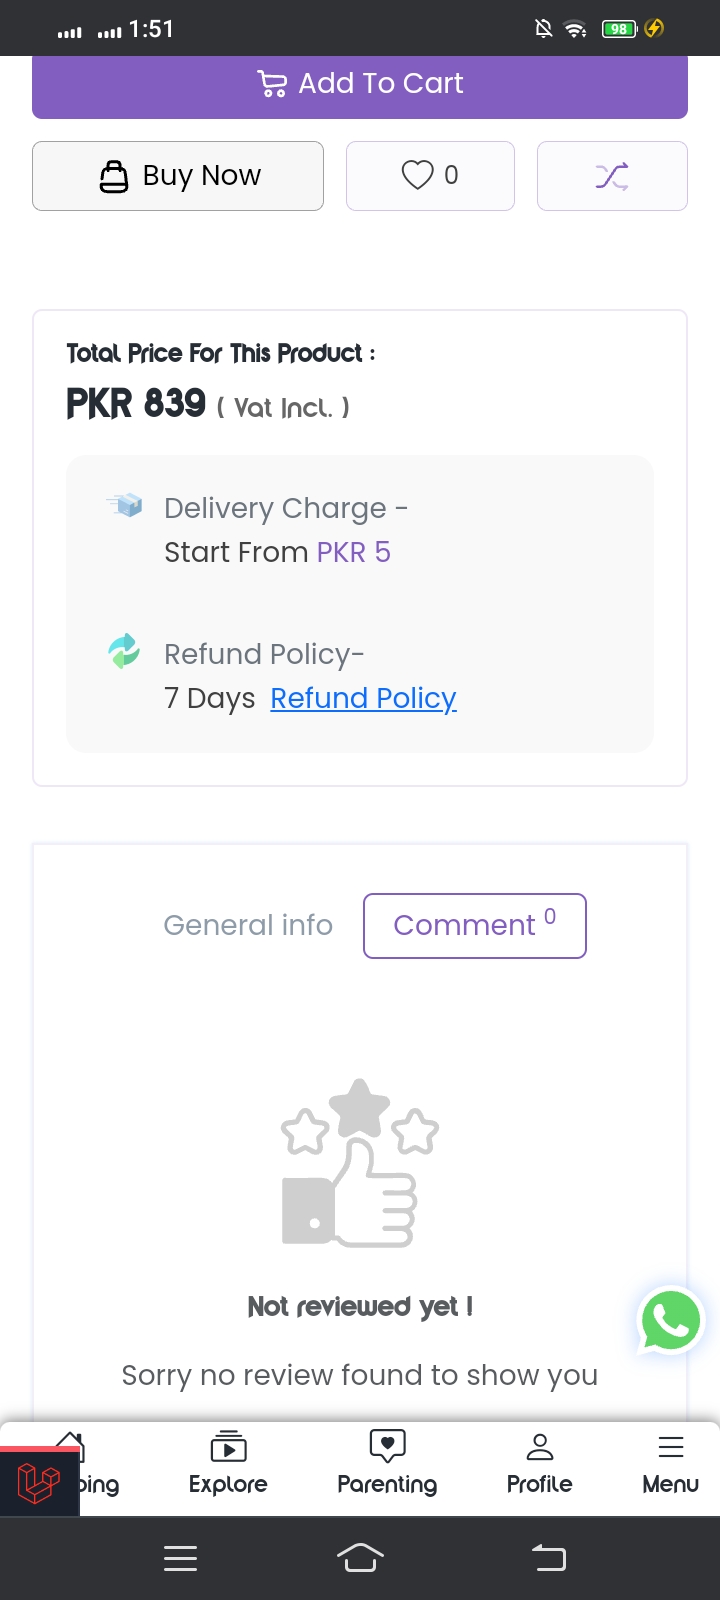 1:51
98
Add To Cart
Buy Now
0
Total Price For This Product :
PKR 839 ( Vat Incl. )
Delivery Charge -
Start From PKR 5
Refund Policy-
7 Days Refund Policy
General info
Comment 0
Not reviewed yet !
Sorry no review found to show you
Explore
Parenting
Profile
Menu